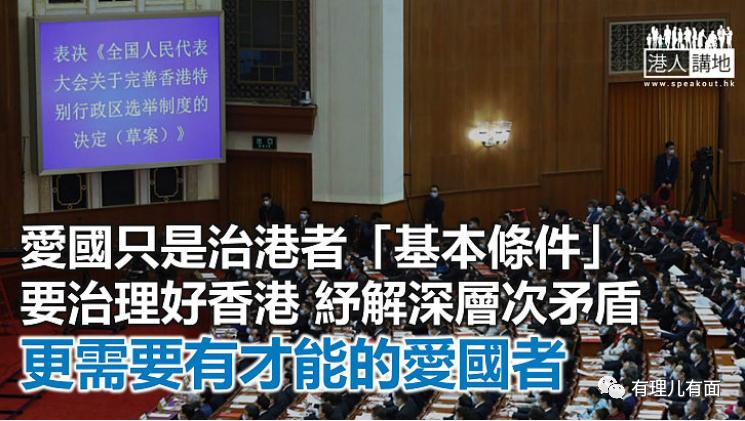 表决《全国人民代表
大会关于完善香港特
别行政区选举制度的
决定(草案)》
港人講地
www.speakout.hk
愛國只是治港者「基本條件」
要治理好香港 紓解深層次矛盾
更需要有才能的愛國者
有理儿有面